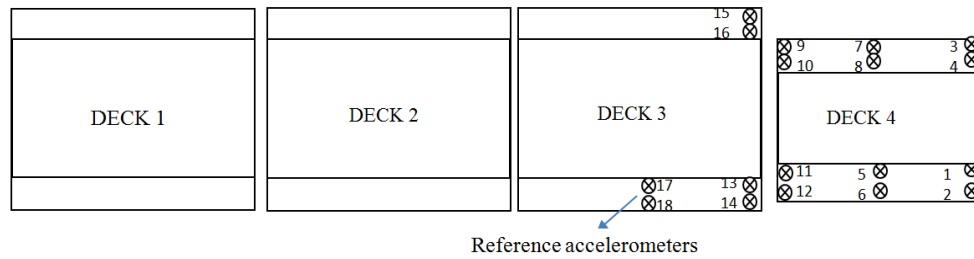 15
16
9 7 3
10 8 4
DECK 1
DECK 2
DECK 3
DECK 4
11 5 1
12 6 2
17 13
18 14
Reference accelerometers